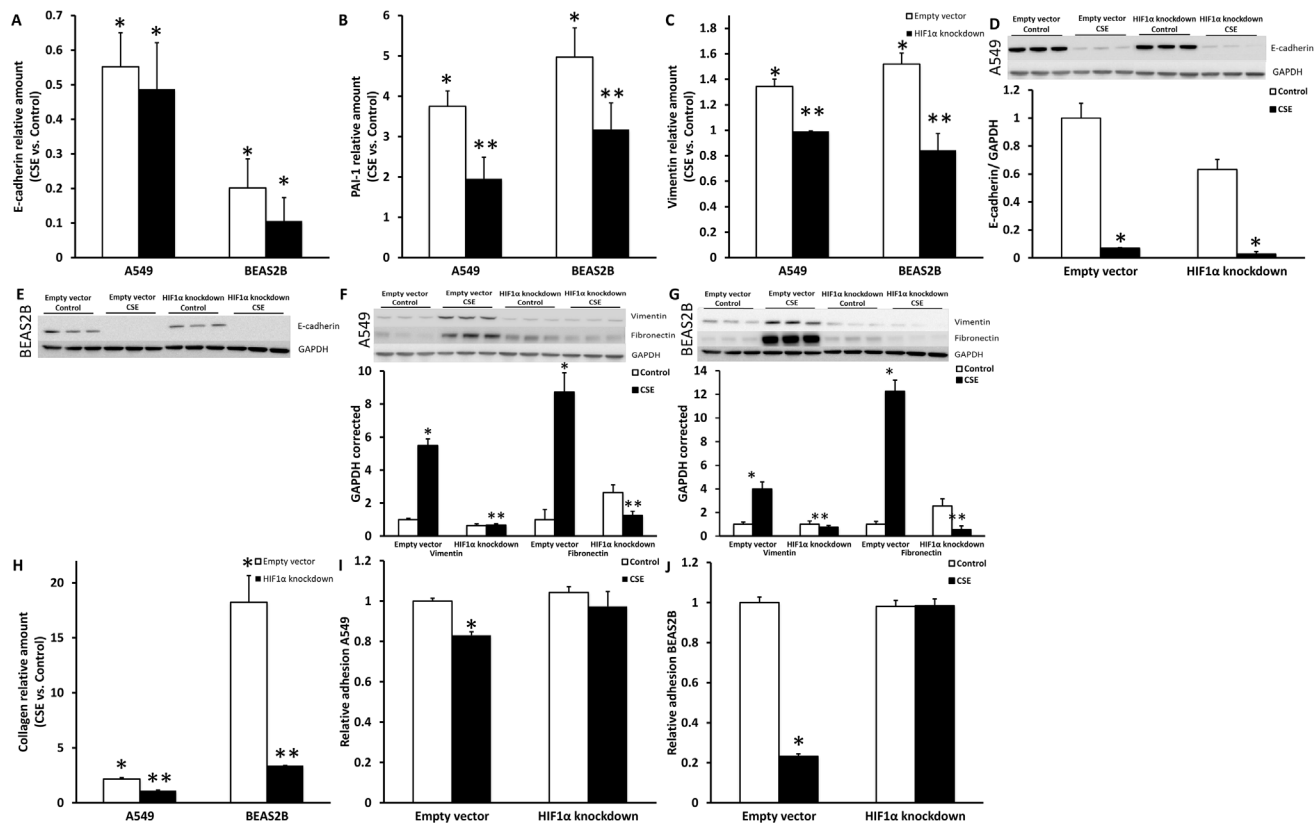 A
E-cadherin relative amount
(CSE vs. Control)
0.7
0.6
0.5
0.4
0.3
0.2
0.1
0
*
*
*
*
A549
BEAS2B
B
PAI-1 relative amount
(CSE vs. Control)
6
5
4
3
2
1
0
*
**
*
**
A549
BEAS2B
C
Vimentin relative amount
(CSE vs. Control)
1.8
1.6
1.4
1.2
1
0.8
0.6
0.4
0.2
0
*
**
*
**
Empty vector
HIF1α knockdown
A549
BEAS2B
D
A549
Empty vector
Control
Empty vector
CSE
HIF1α knockdown
Control
HIF1α knockdown
CSE
E-cadherin
GAPDH
Control
CSE
E-cadherin/ GAPDH
1.2
1
0.8
0.6
0.4
0.2
0
*
*
Empty vector
HIF1α knockdown
E
BEAS2B
Empty vector
Control
Empty vector
CSE
HIF1α knockdown
Control
HIF1α knockdown
CSE
E-cadherin
GAPDH
F
A549
Empty vector
Control
Empty vector
CSE
HIF1α knockdown
Control
HIF1α knockdown
CSE
Vimentin
Fibronectin
GAPDH
Control
CSE
GAPDH corrected
10
8
6
4
2
0
*
**
*
**
Empty vector
HIF1α knockdown
Empty vector
HIF1α knockdown
Vimentin
Fibronectin
G
BEAS2B
Empty vector
Control
Empty vector
CSE
HIF1α knockdown
Control
HIF1α knockdown
CSE
Vimentin
Fibronectin
GAPDH
Control
CSE
GAPDH corrected
14
12
10
8
6
4
2
0
*
**
*
**
Empty vector
HIF1α knockdown
Empty vector
HIF1α knockdown
Vimentin
Fibronectin
H
Collagen relative amount
(CSE vs. Control)
20
15
10
5
0
*
**
*
**
Empty vector
HIF1α knockdown
A549
BEAS2B
I
Relative adhesion A549
1.2
1
0.8
0.6
0.4
0.2
0
*
Control
CSE
Empty vector
HIF1α knockdown
J
Relative adhesion BEAS2B
1.2
1
0.8
0.6
0.4
0.2
0
*
Control
CSE
Empty vector
HIF1α knockdown